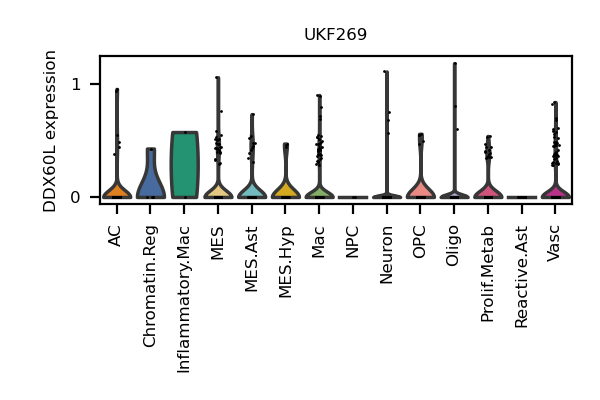 UKF269
DDX60L expression
1
0
AC
Chromatin.Reg
Inflammatory.Mac
MES
MES.Ast
MES.Hyp
Mac
NPC
Neuron
OPC
Oligo
Prolif.Metab
Reactive.Ast
Vasc